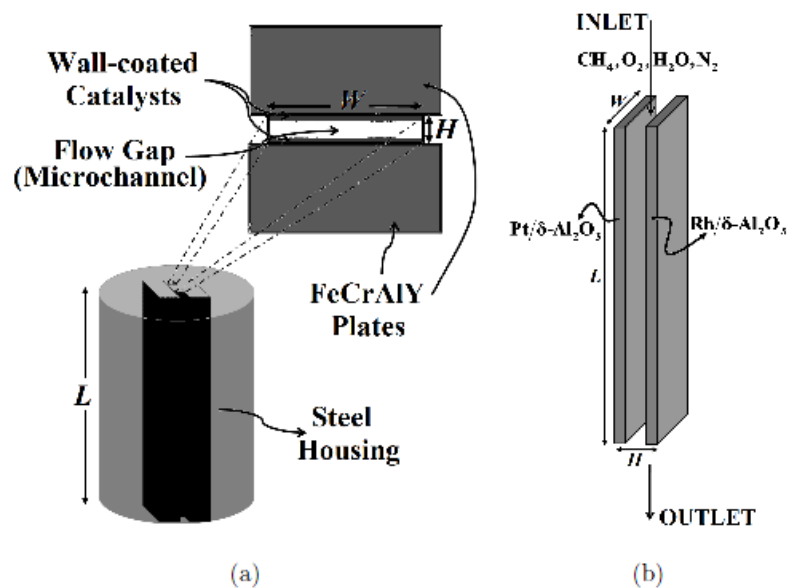 Wall-coated
Catalysts
Flow Gap
(Microchannel)
W
H
FeCrAlY
Plates
L
Steel
Housing
(a)
INLET
CH₄,O₂,H₂O,N₂
W
Pt/δ-Al₂O₃
Rh/δ-Al₂O₃
L
H
OUTLET
(b)